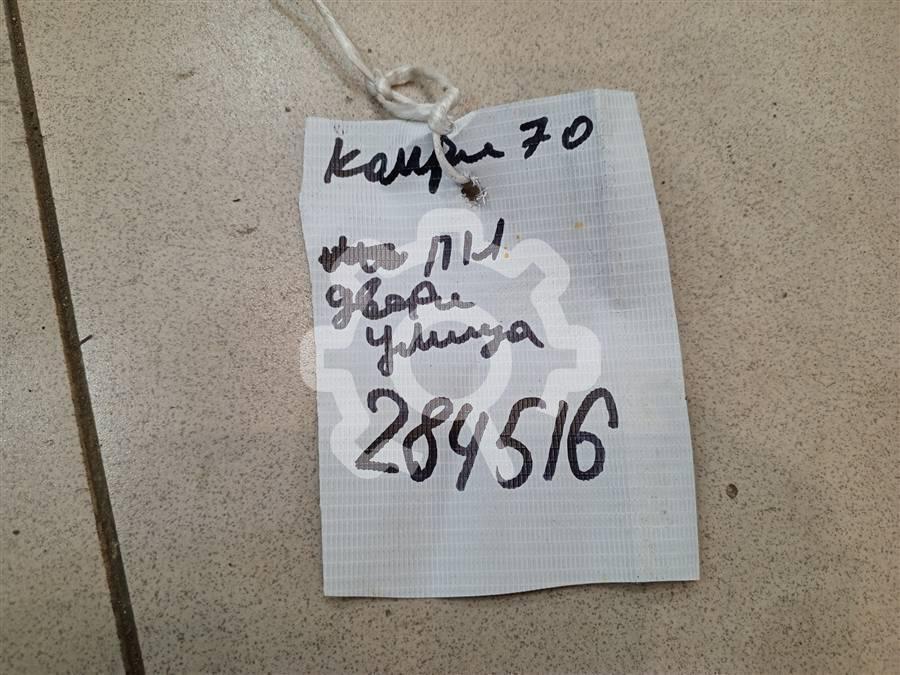 Камри 70
ПЛ
двери
улица
284516